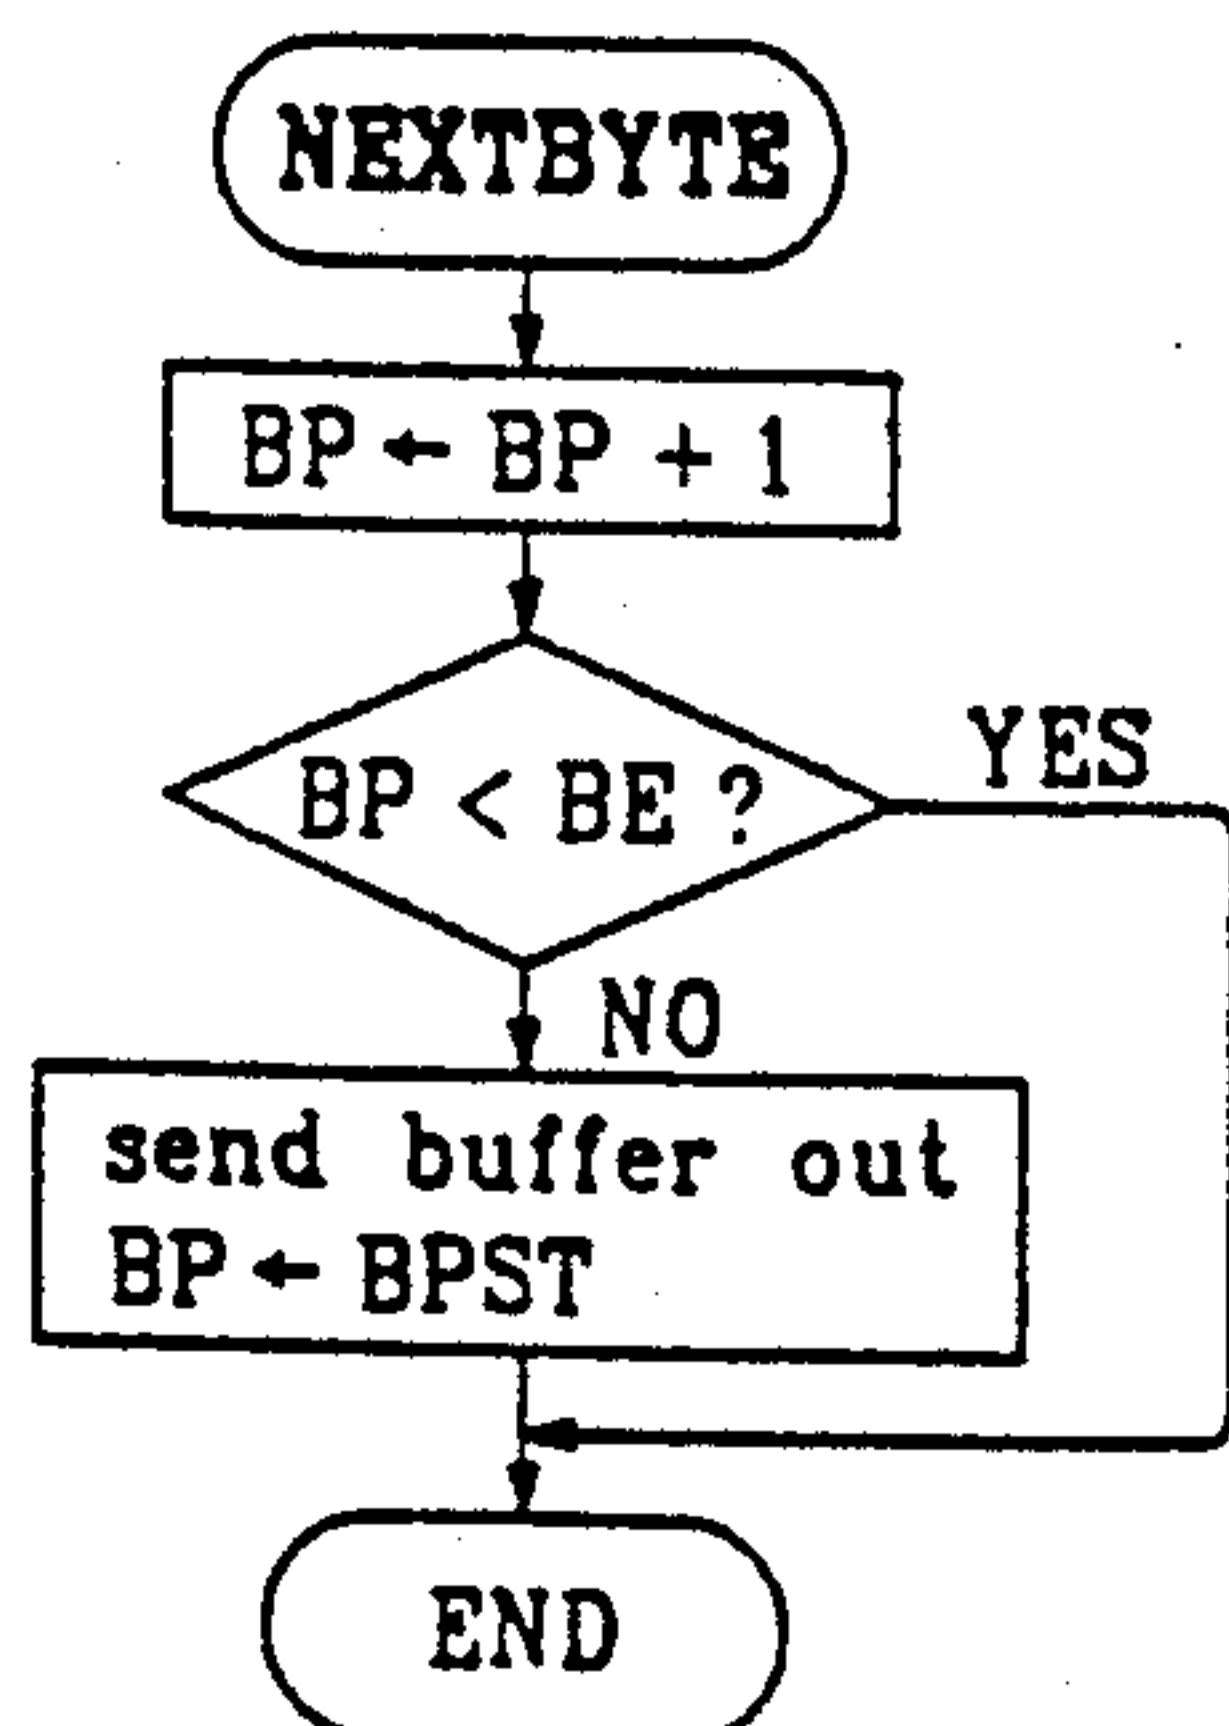 NEXTBYTE
BP ← BP + 1
BP < BE ?
YES
NO
send buffer out
BP ← BPST
END